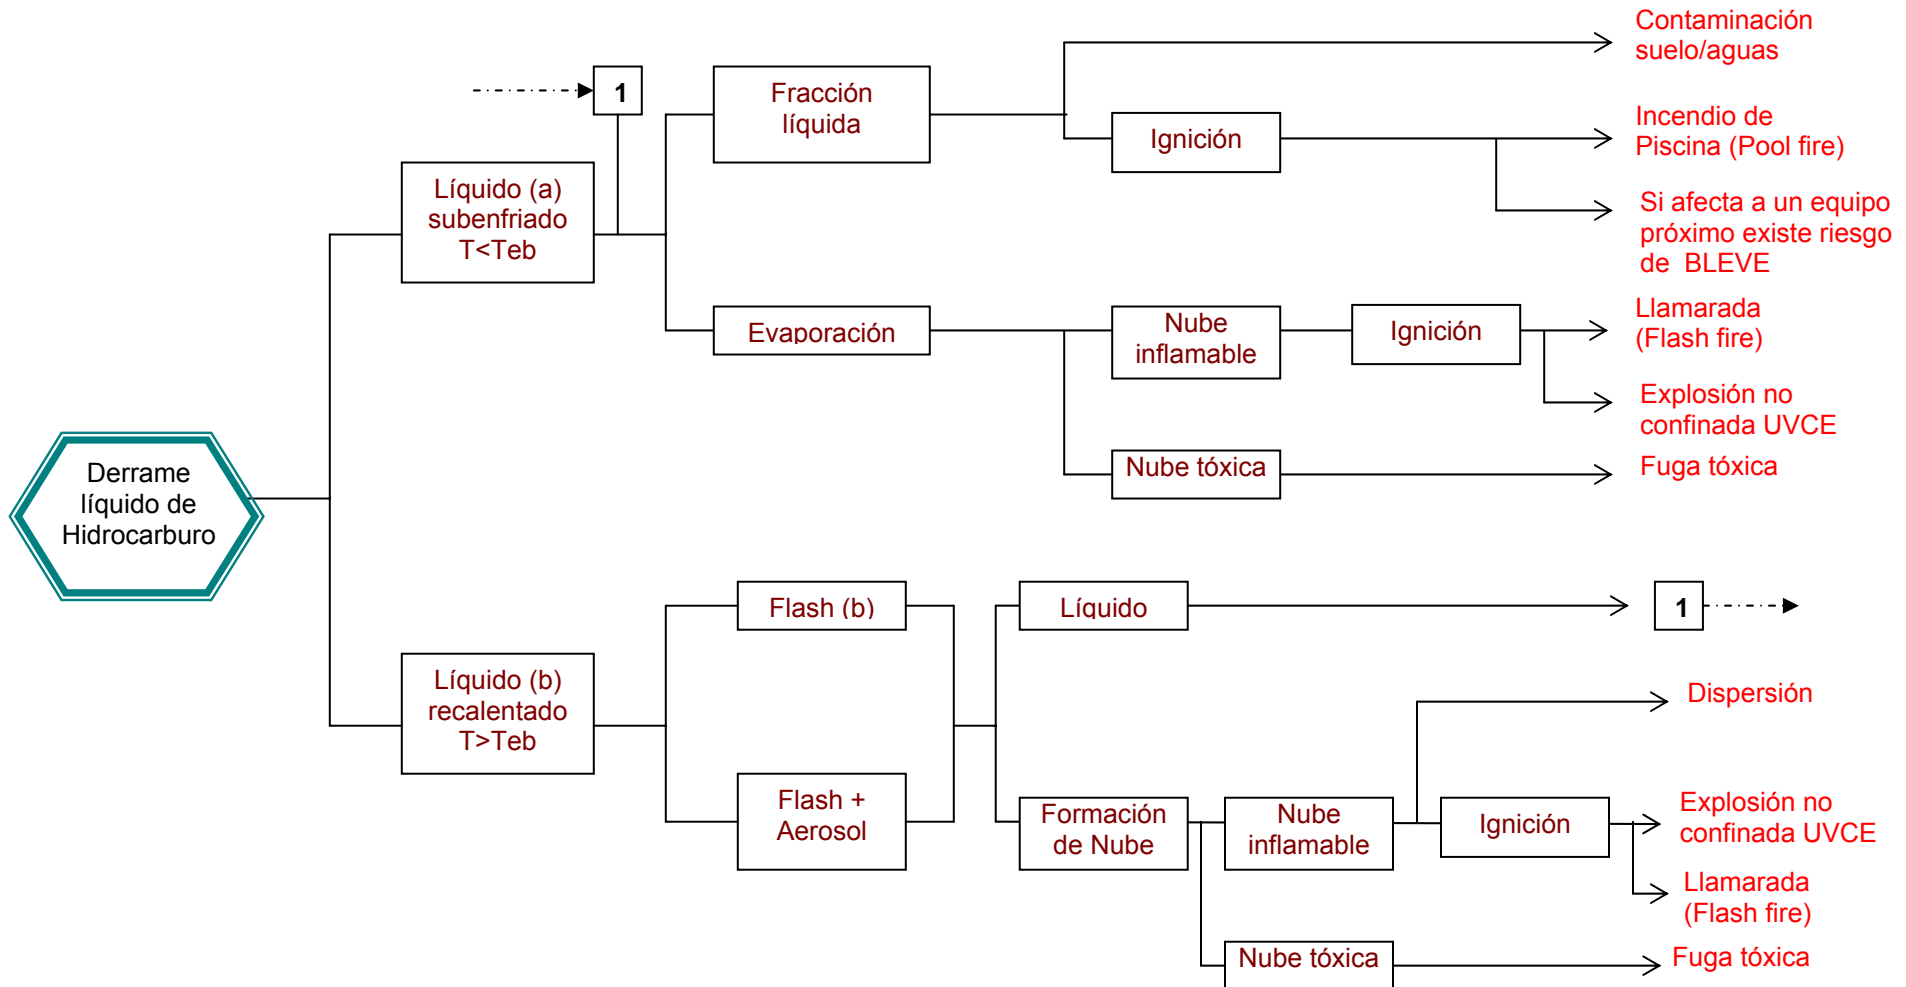 Contaminación
suelo/aguas
1
Fracción
líquida
Ignición
Incendio de
Piscina (Pool fire)
Líquido (a)
subenfriado
T<Teb
Si afecta a un equipo
próximo existe riesgo
de BLEVE
Evaporación
Nube
inflamable
Ignición
Llamarada
(Flash fire)
Explosión no
confinada UVCE
Nube tóxica
Fuga tóxica
Derrame
líquido de
Hidrocarburo
Flash (b)
Líquido
1
Líquido (b)
recalentado
T>Teb
Dispersión
Flash +
Aerosol
Formación
de Nube
Nube
inflamable
Ignición
Explosión no
confinada UVCE
Llamarada
(Flash fire)
Nube tóxica
Fuga tóxica